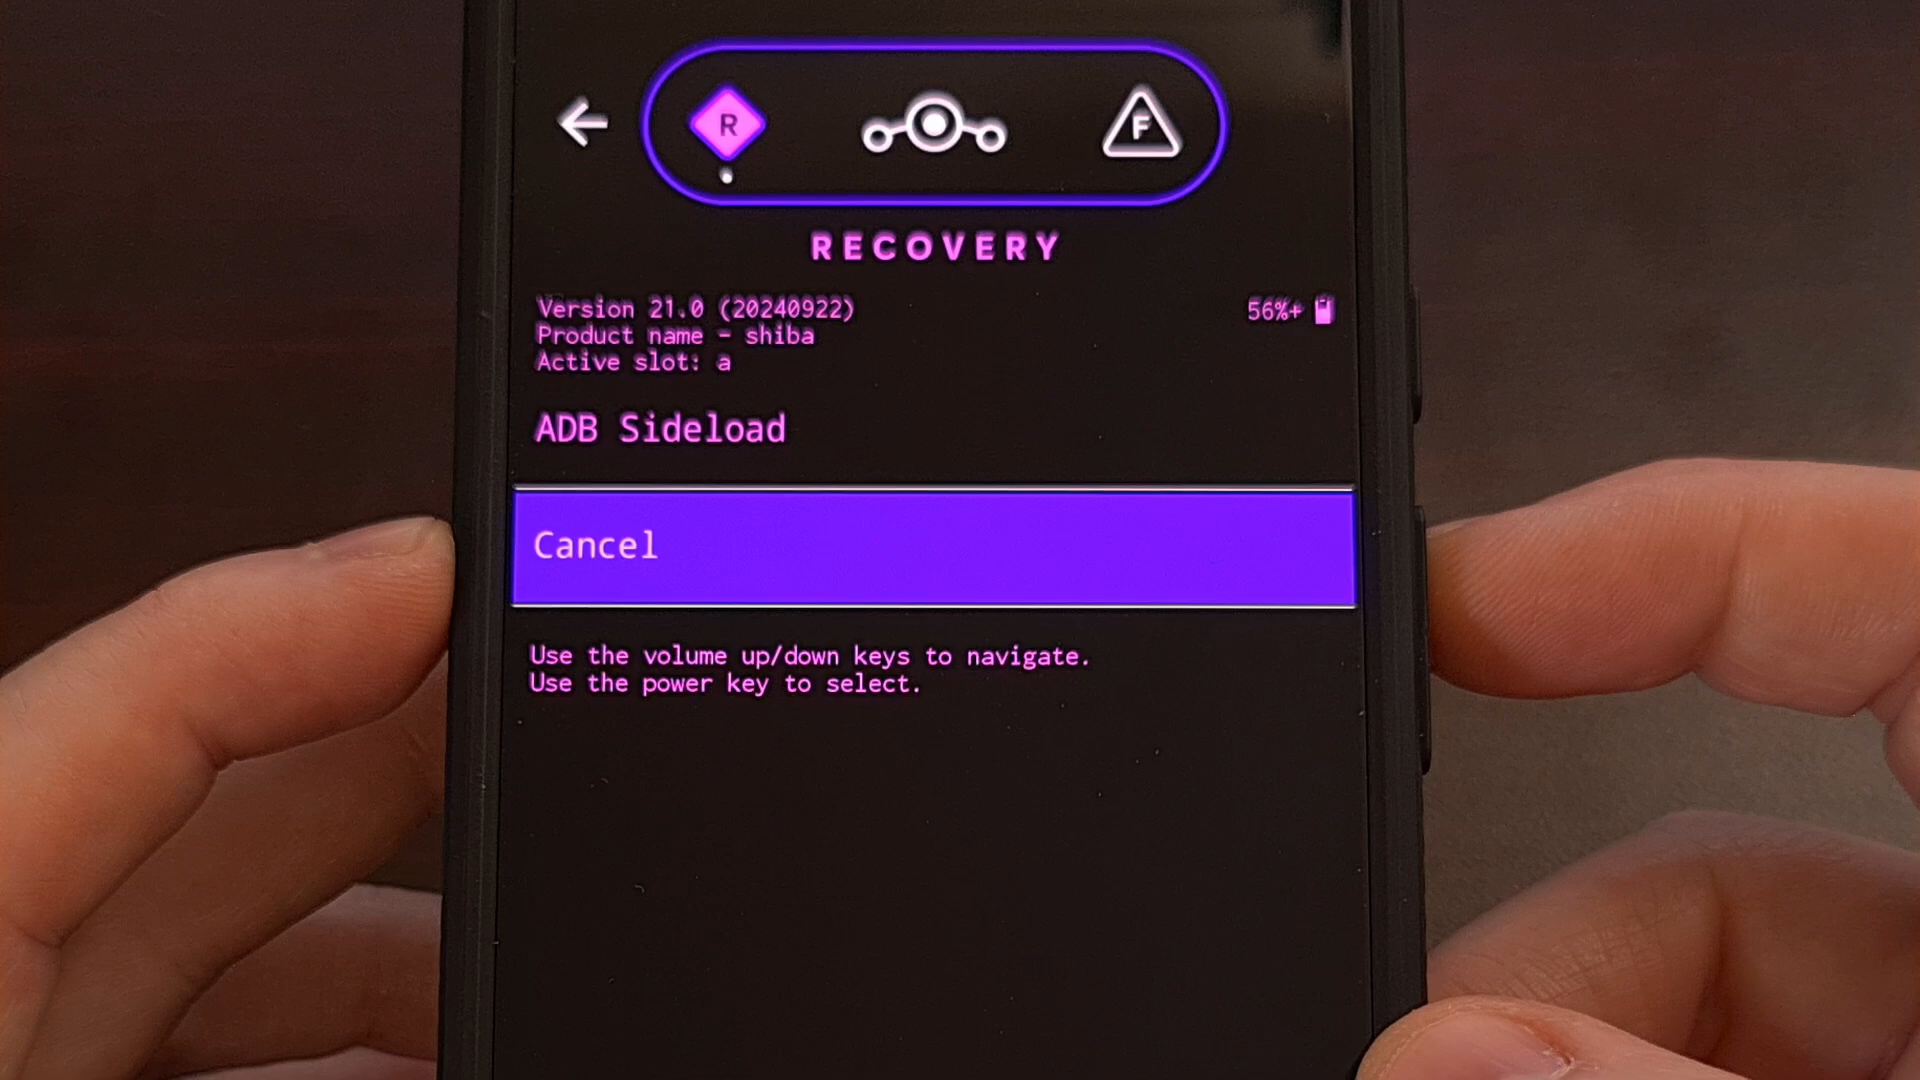 R F
RECOVERY
Version 21.0 (20240922) 56%+
Product name - shiba
Active slot: a
ADB Sideload
Cancel
Use the volume up/down keys to navigate.
Use the power key to select.